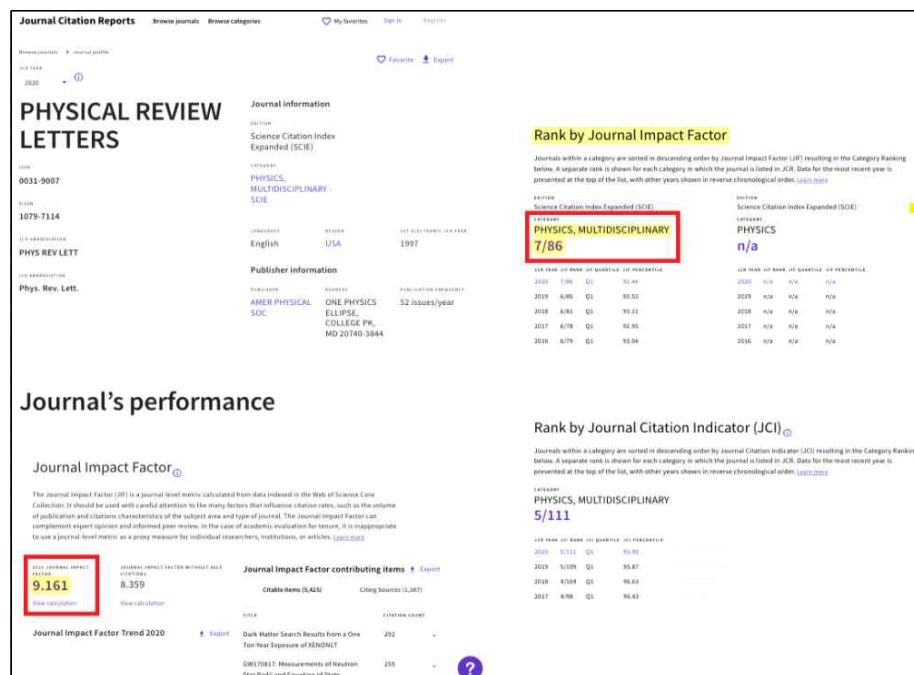 Journal Citation Reports Browse journals Browse categories My favorites Sign In Register
Browse journals Journal profile
Favorite Export
JCR YEAR
2020
PHYSICAL REVIEW
LETTERS
ISSN
0031-9007
EISSN
1079-7114
JCR ABBREVIATION
PHYS REV LETT
ISO ABBREVIATION
Phys. Rev. Lett.
Journal information
EDITION
Science Citation Index
Expanded (SCIE)
CATEGORY
PHYSICS,
MULTIDISCIPLINARY -
SCIE
LANGUAGES REGION 1ST ELECTRONIC JCR YEAR
English USA 1997
Publisher information
PUBLISHER ADDRESS PUBLICATION FREQUENCY
AMER PHYSICAL ONE PHYSICS 52 issues/year
SOC ELLIPSE,
COLLEGE PK,
MD 20740-3844
Rank by Journal Impact Factor
Journals within a category are sorted in descending order by Journal Impact Factor (JIF) resulting in the Category Ranking
below. A separate rank is shown for each category in which the journal is listed in JCR. Data for the most recent year is
presented at the top of the list, with other years shown in reverse chronological order. Learn more
EDITION
Science Citation Index Expanded (SCIE)
CATEGORY
PHYSICS, MULTIDISCIPLINARY
7/86
JCR YEAR JIF RANK JIF QUARTILE JIF PERCENTILE
2020 7/86 Q1 92.44
2019 6/85 Q1 93.53
2018 6/81 Q1 93.21
2017 6/78 Q1 92.95
2016 6/79 Q1 93.04
EDITION
Science Citation Index Expanded (SCIE)
CATEGORY
PHYSICS
n/a
JCR YEAR JIF RANK JIF QUARTILE JIF PERCENTILE
2020 n/a n/a n/a
2019 n/a n/a n/a
2018 n/a n/a n/a
2017 n/a n/a n/a
2016 n/a n/a n/a
Journal's performance
Journal Impact Factor
The Journal Impact Factor (JIF) is a journal-level metric calculated from data indexed in the Web of Science Core
Collection. It should be used with careful attention to the many factors that influence citation rates, such as the volume
of publication and citations characteristics of the subject area and type of journal. The Journal Impact Factor can
complement expert opinion and informed peer review. In the case of academic evaluation for tenure, it is inappropriate
to use a journal-level metric as a proxy measure for individual researchers, institutions, or articles. Learn more
2020 JOURNAL IMPACT
FACTOR
9.161
View calculation
JOURNAL IMPACT FACTOR WITHOUT SELF
CITATIONS
8.359
View calculation
Journal Impact Factor Trend 2020 Export
Journal Impact Factor contributing items Export
Citable items (5,425) Citing Sources
TITLE CITATION COUNT
Dark Matter Search Results from a One 292
Ton-Year Exposure of XENON1T
GW170817: Measurements of Neutron 255
Star Radii and Equation of State
?
Rank by Journal Citation Indicator (JCI)
Journals within a category are sorted in descending order by Journal Citation Indicator (JCI) resulting in the Category Ranking
below. A separate rank is shown for each category in which the journal is listed in JCR. Data for the most recent year is
presented at the top of the list, with other years shown in reverse chronological order. Learn more
CATEGORY
PHYSICS, MULTIDISCIPLINARY
5/111
JCR YEAR JCI RANK JCI QUARTILE JCI PERCENTILE
2020 5/111 Q1 95.95
2019 5/109 Q1 95.87
2018 4/104 Q1 96.63
2017 4/98 Q1 96.43